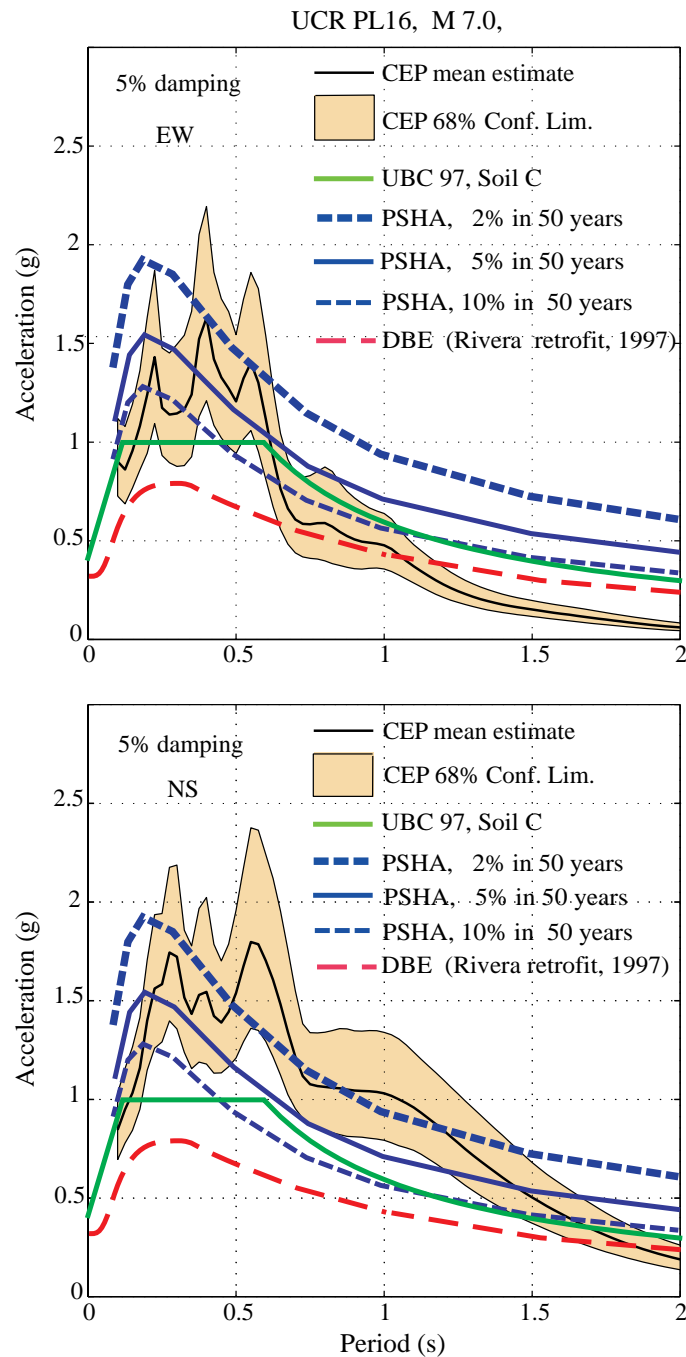 UCR PL16, M 7.0,
5% damping
EW
CEP mean estimate
CEP 68% Conf. Lim.
UBC 97, Soil C
PSHA, 2% in 50 years
PSHA, 5% in 50 years
PSHA, 10% in 50 years
DBE (Rivera retrofit, 1997)
Acceleration (g)
2.5
2
1.5
1
0.5
0
0 0.5 1 1.5 2
5% damping
NS
CEP mean estimate
CEP 68% Conf. Lim.
UBC 97, Soil C
PSHA, 2% in 50 years
PSHA, 5% in 50 years
PSHA, 10% in 50 years
DBE (Rivera retrofit, 1997)
Acceleration (g)
2.5
2
1.5
1
0.5
0
0 0.5 1 1.5 2
Period (s)